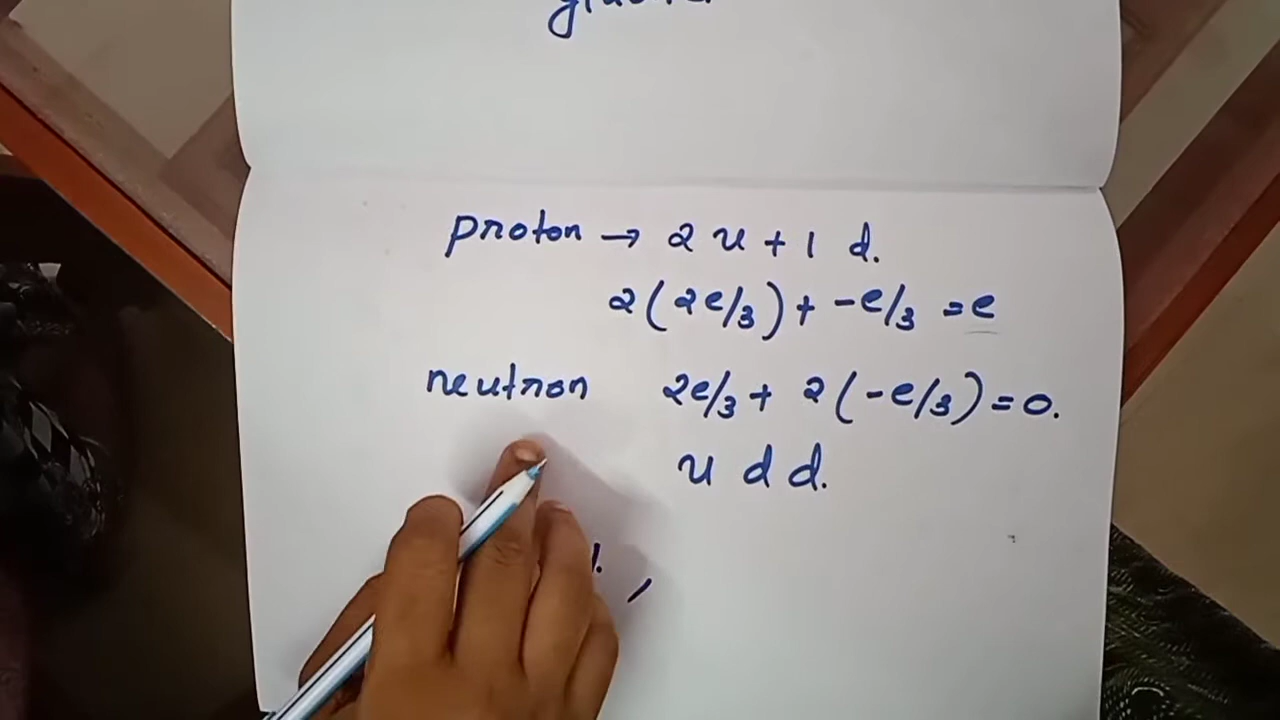 proton → 2 u + 1 d.
2(2e/3) + -e/3 = e
neutron 2e/3 + 2(-e/3) = 0.
u d d.